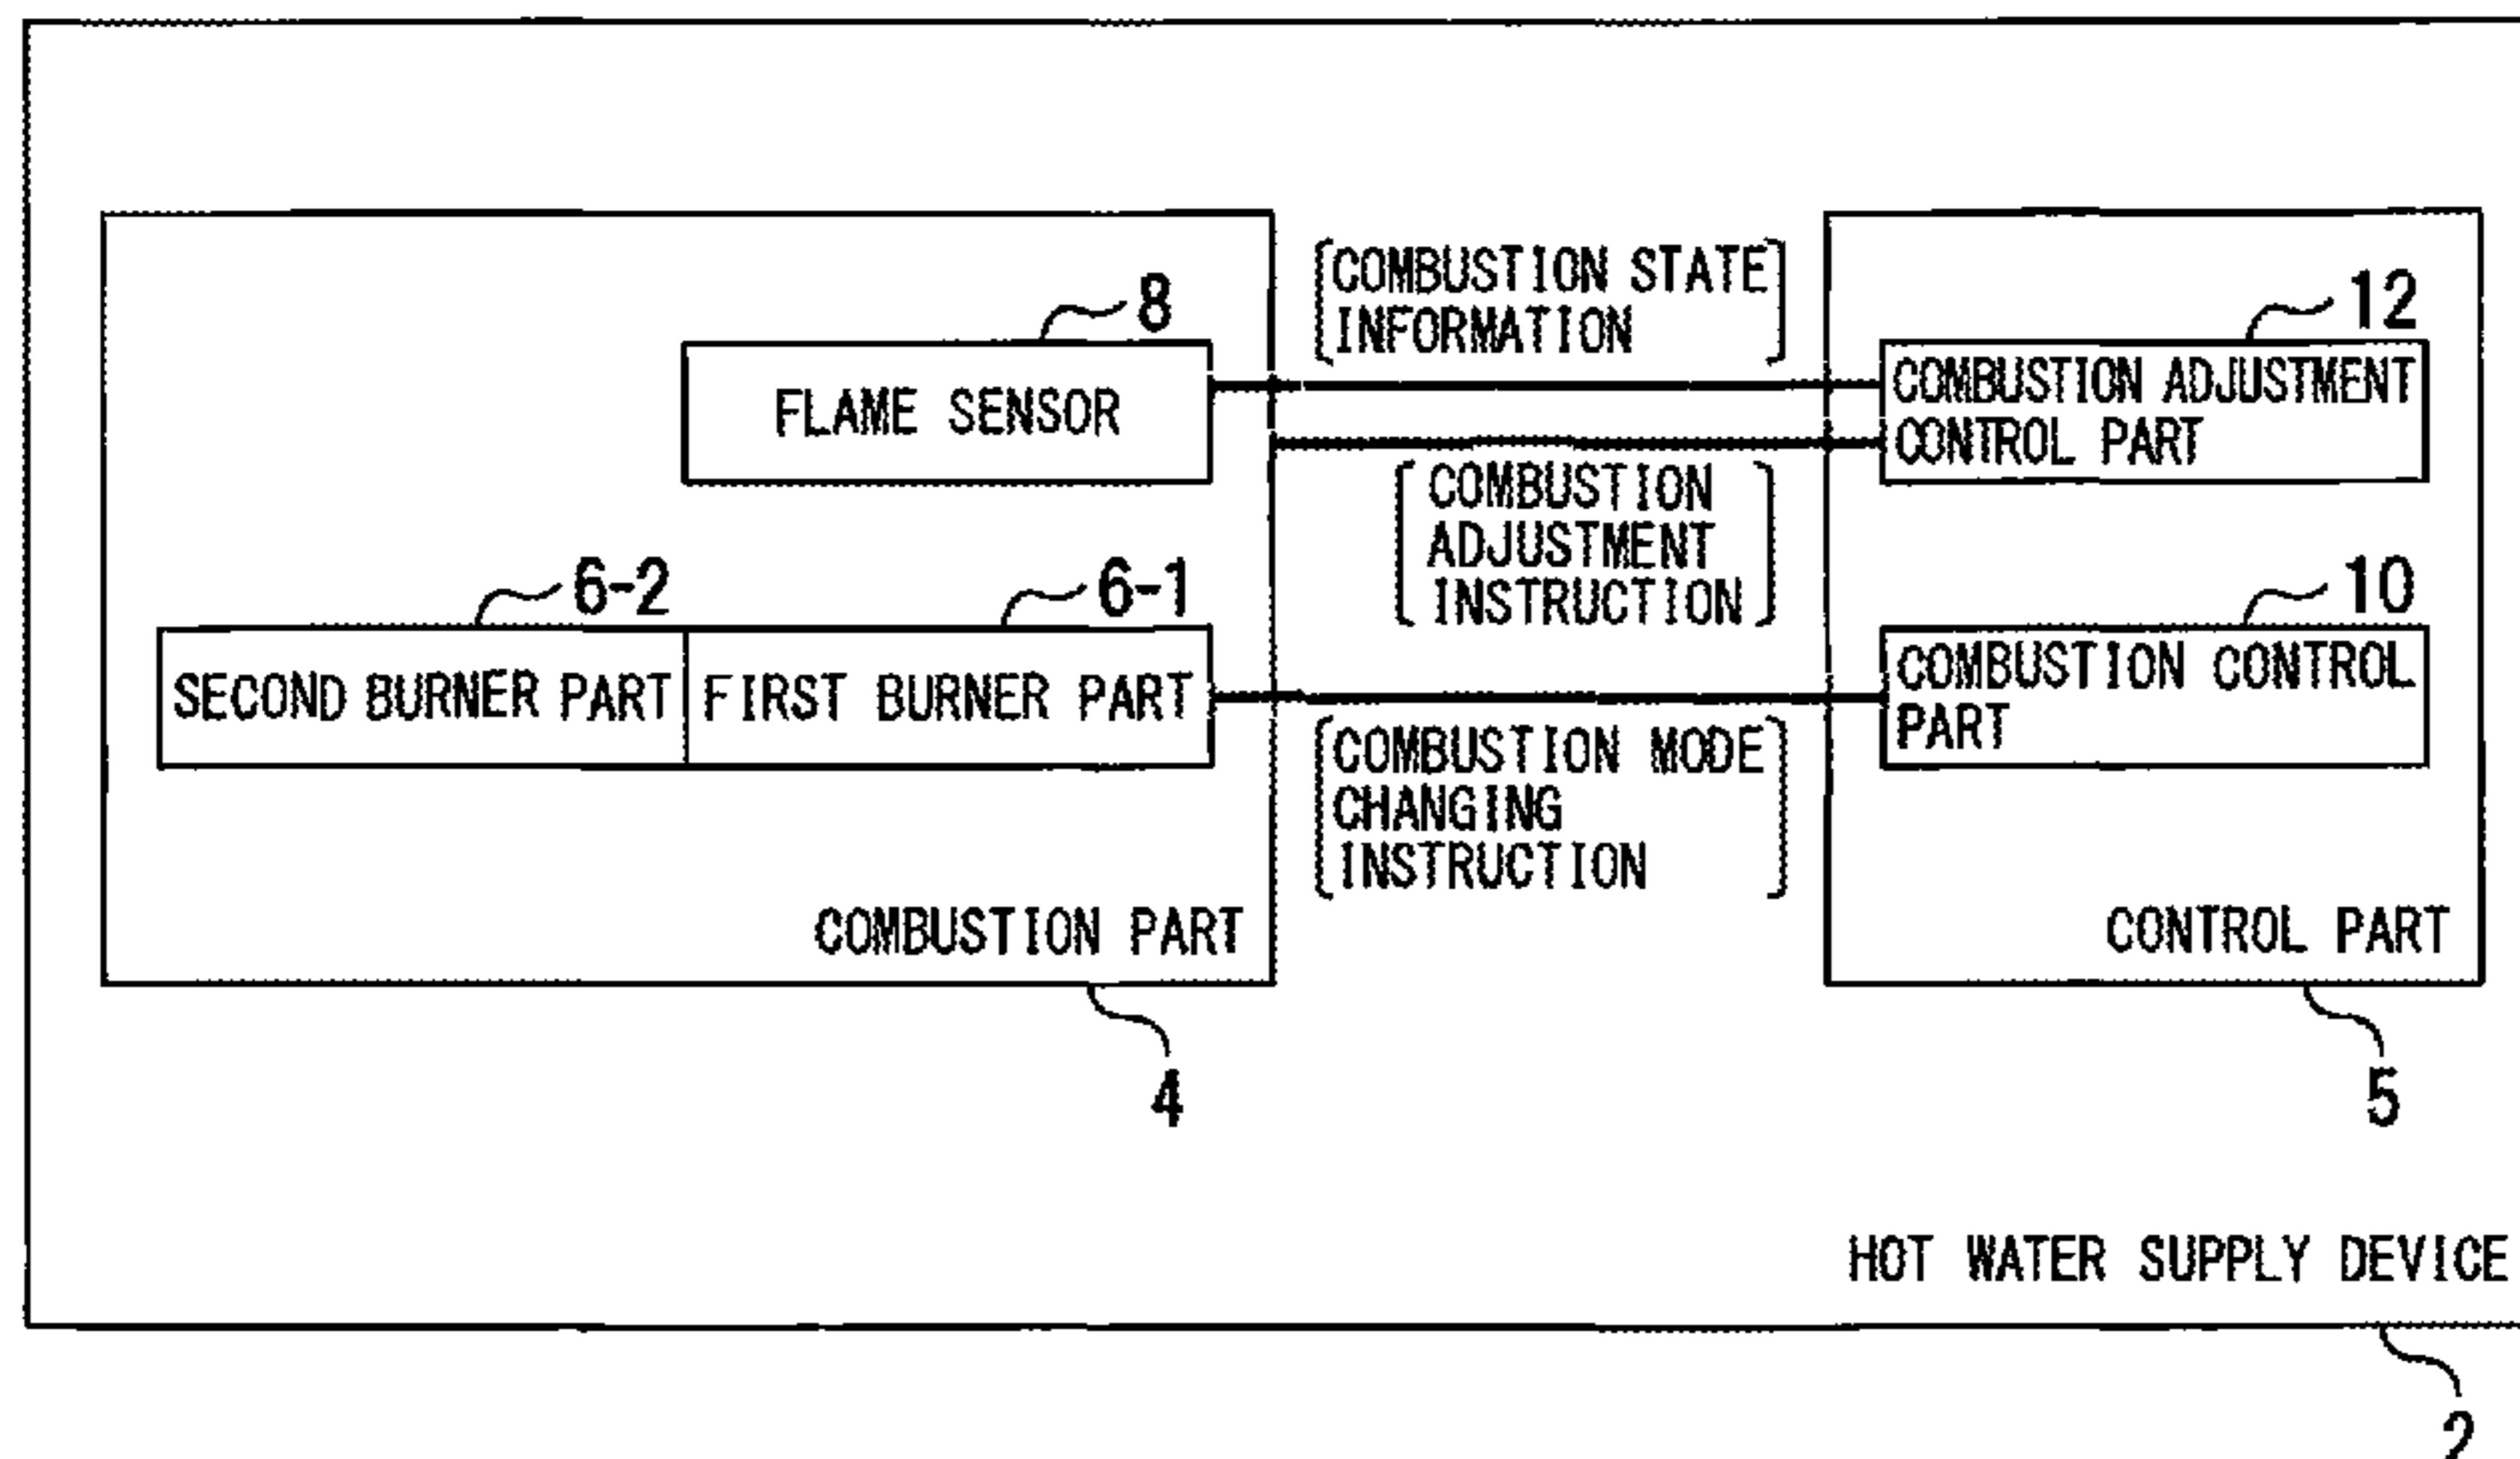 COMBUSTION STATE
INFORMATION
8
12
FLAME SENSOR
COMBUSTION ADJUSTMENT
CONTROL PART
COMBUSTION
ADJUSTMENT
INSTRUCTION
6-2
6-1
10
SECOND BURNER PART
FIRST BURNER PART
COMBUSTION CONTROL
PART
COMBUSTION MODE
CHANGING
INSTRUCTION
COMBUSTION PART
CONTROL PART
4
5
HOT WATER SUPPLY DEVICE
2